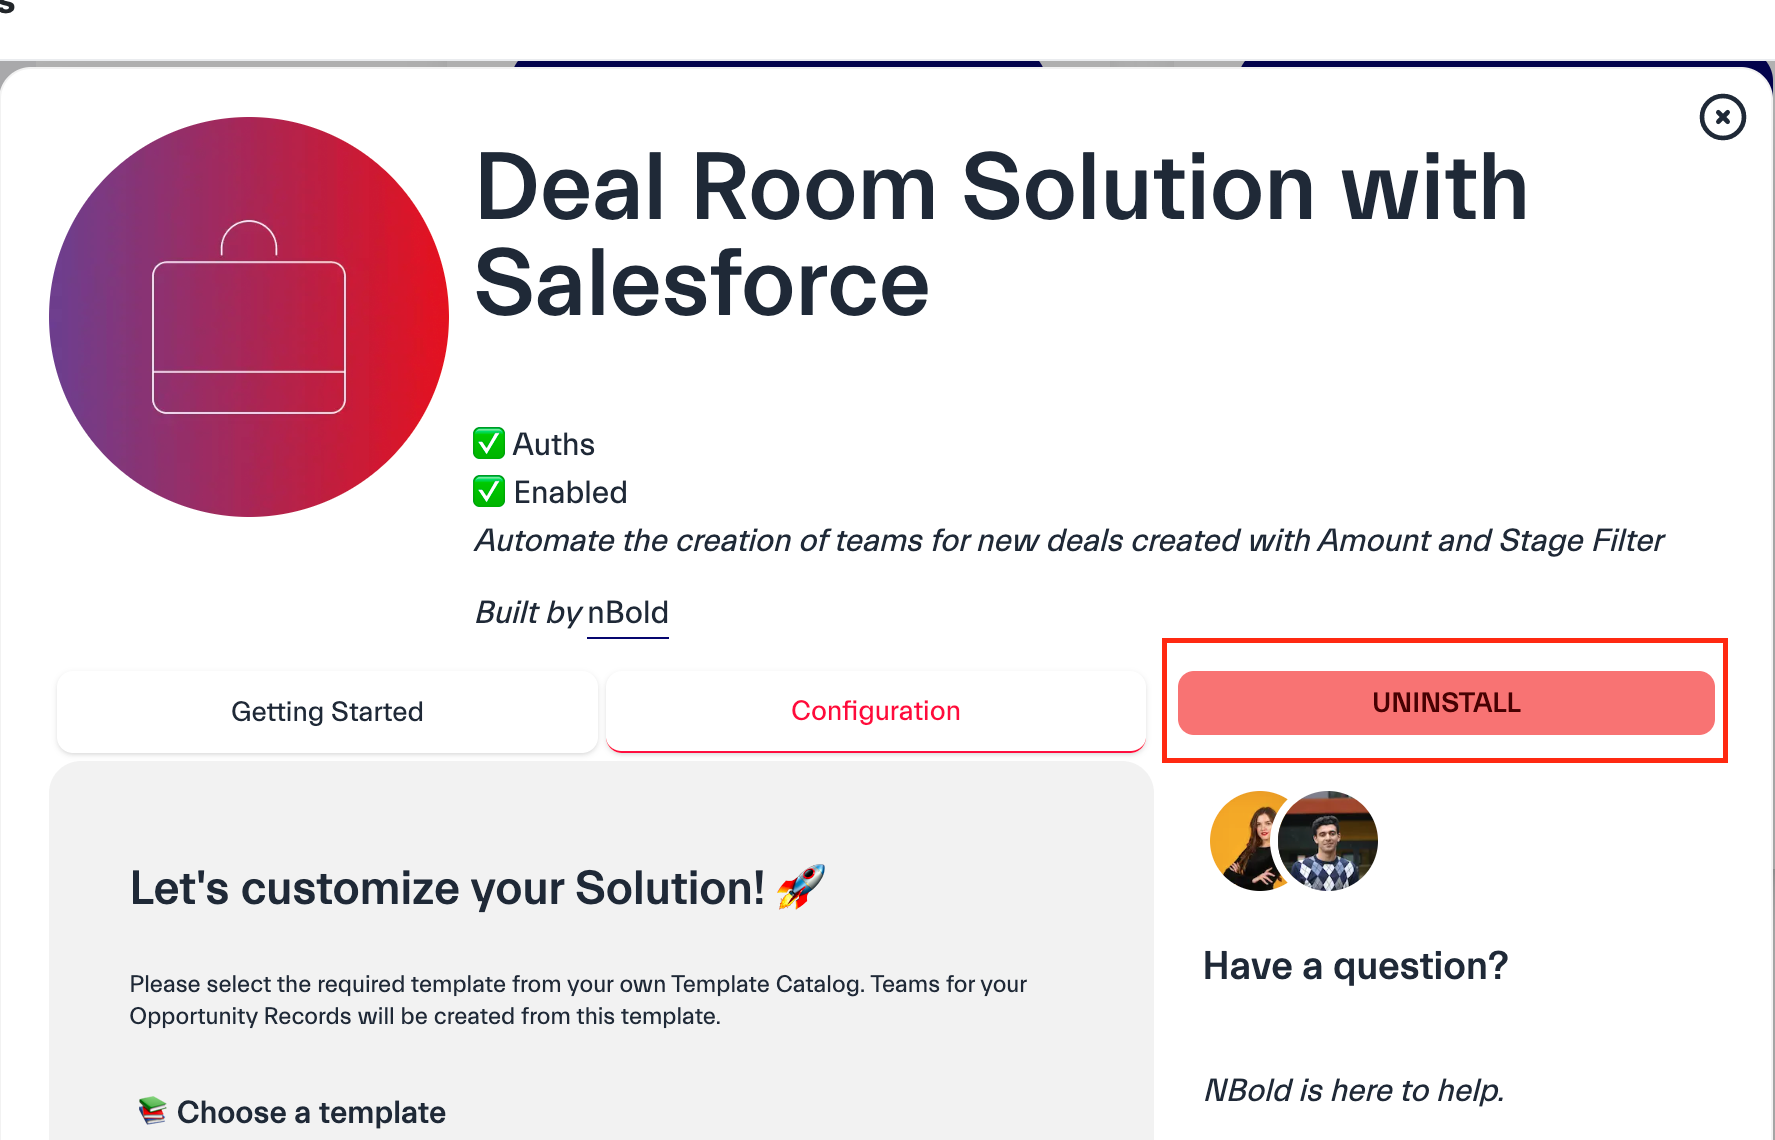 s
Deal Room Solution with
Salesforce
✅ Auths
✅ Enabled
Automate the creation of teams for new deals created with Amount and Stage Filter
Built by nBold
Getting Started
Configuration
UNINSTALL
Let's customize your Solution! 🚀
Please select the required template from your own Template Catalog. Teams for your
Opportunity Records will be created from this template.
📚 Choose a template
Have a question?
NBold is here to help.